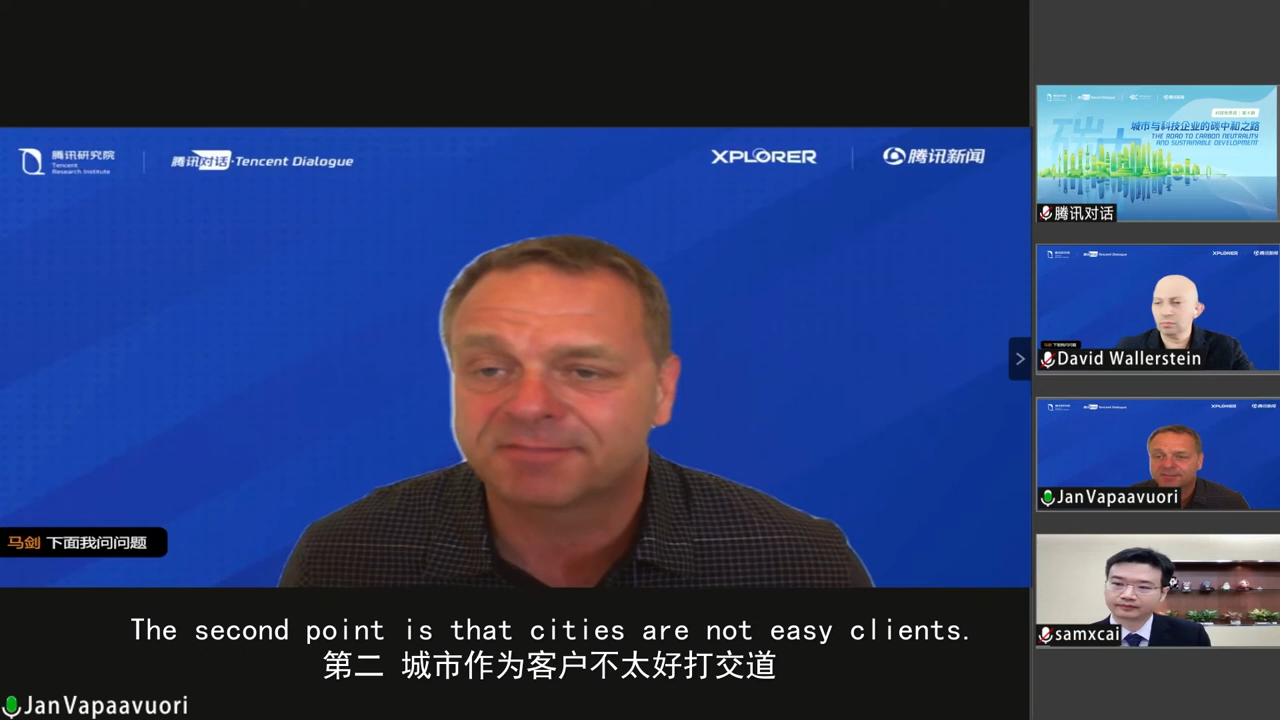 腾讯研究院
Tencent
Research Institute
腾讯对话·Tencent Dialogue
XPLORER
腾讯新闻
马剑 下面我问问题
The second point is that cities are not easy clients.
第二 城市作为客户不太好打交道
JanVapaavuori
城市与科技企业的碳中和之路
THE ROAD TO CARBON NEUTRALITY
AND SUSTAINABLE DEVELOPMENT
腾讯对话
XPLORER
David Wallerstein
XPLORER
JanVapaavuori
samxcai